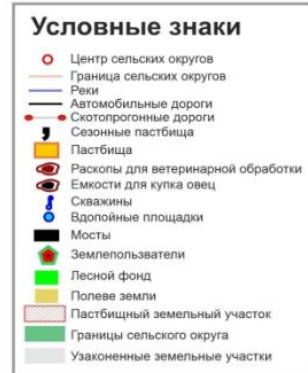 Условные знаки
Центр сельских округов
Граница сельских округов
Реки
Автомобильные дороги
Скотопрогонные дороги
Сезонные пастбища
Пастбища
Раскопы для ветеринарной обработки
Емкости для купка овец
Скважины
Вдопойные площадки
Мосты
Землепользватели
Лесной фонд
Полеве земли
Пастбищный земельный участок
Границы сельского округа
Узаконенные земельные участки